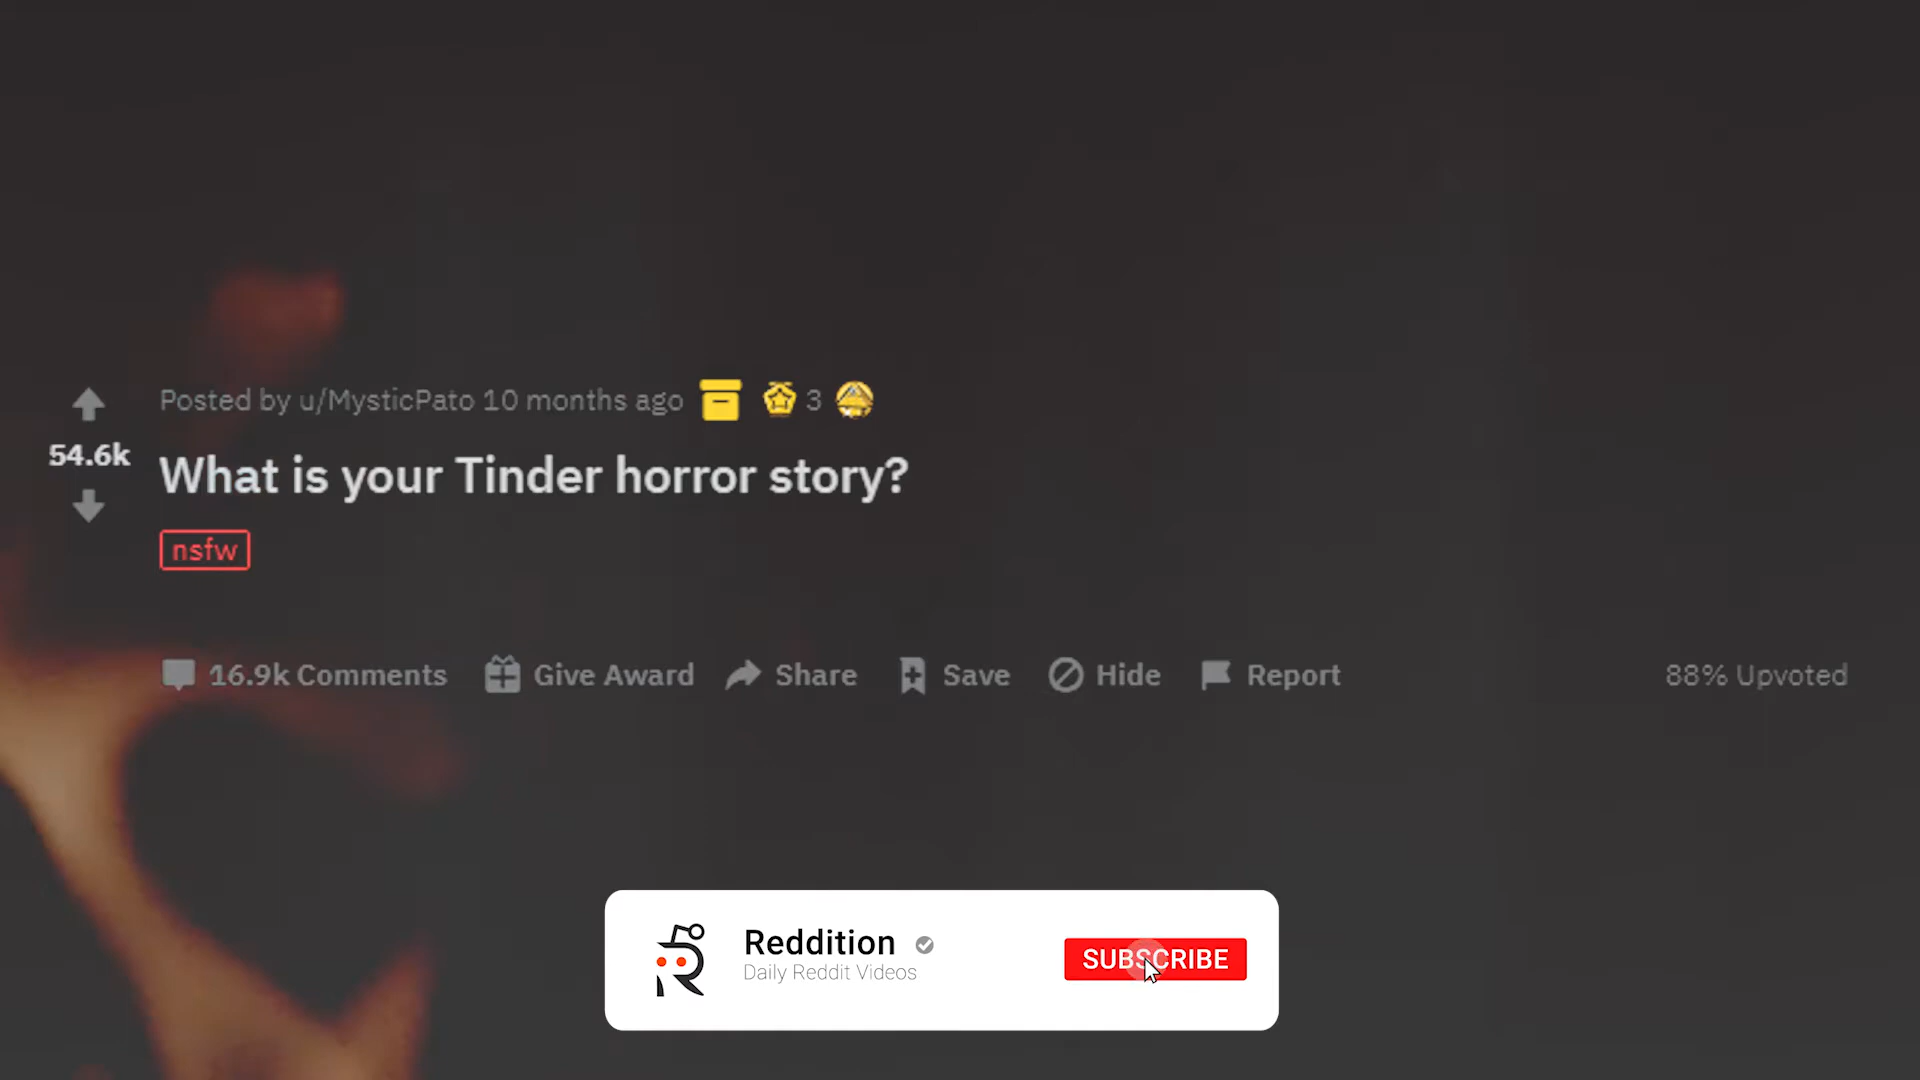 Posted by u/MysticPato 10 months ago 3
54.6k
What is your Tinder horror story?
nsfw
16.9k Comments Give Award Share Save Hide Report 88% Upvoted
Reddition
Daily Reddit Videos
SUBSCRIBE